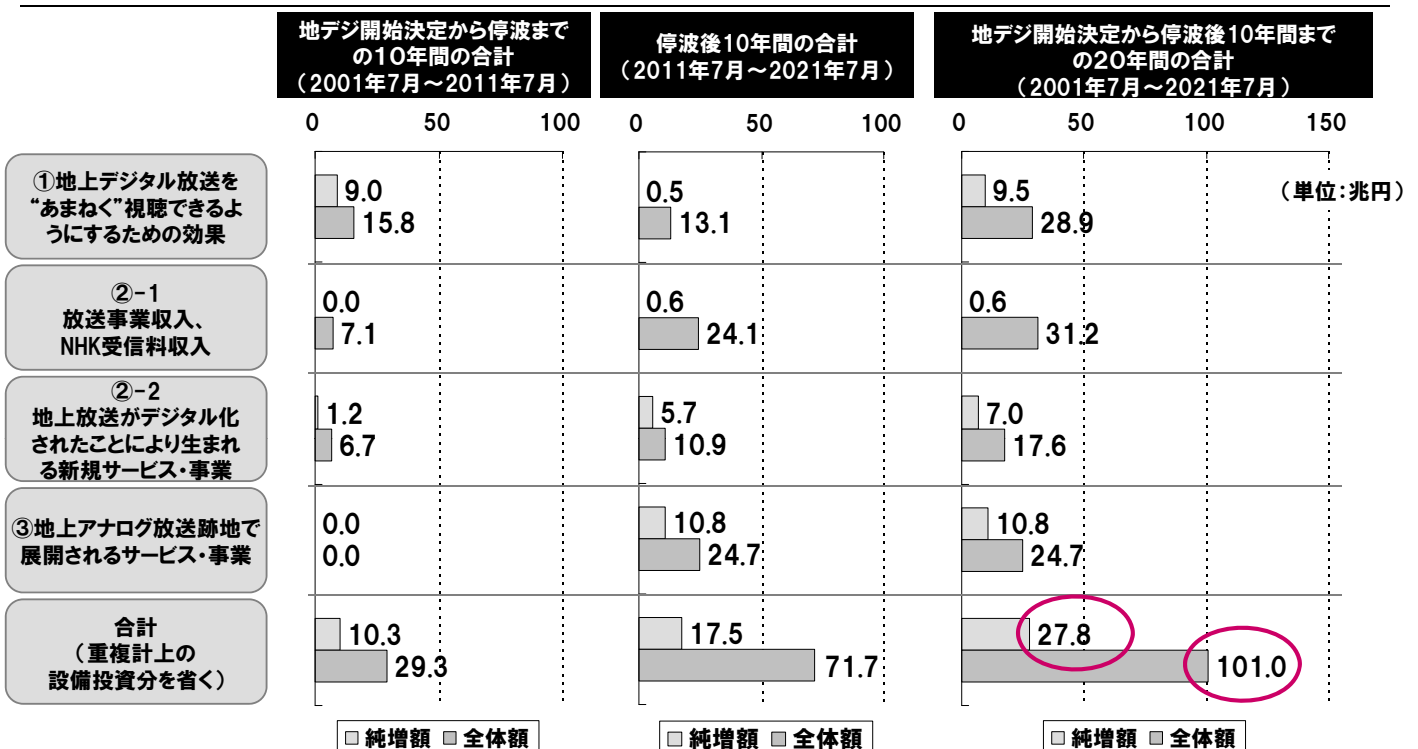 地デジ開始決定から停波まで
の10年間の合計
（2001年7月～2011年7月）
停波後10年間の合計
（2011年7月～2021年7月）
地デジ開始決定から停波後10年間まで
の20年間の合計
（2001年7月～2021年7月）
0 50 100
0 50 100
0 50 100 150
（単位：兆円）
①地上デジタル放送を
“あまねく”視聴できるよ
うにするための効果
9.0
15.8
0.5
13.1
9.5
28.9
②-1
放送事業収入、
NHK受信料収入
0.0
7.1
0.6
24.1
0.6
31.2
②-2
地上放送がデジタル化
されたことにより生まれ
る新規サービス・事業
1.2
6.7
5.7
10.9
7.0
17.6
③地上アナログ放送跡地で
展開されるサービス・事業
0.0
0.0
10.8
24.7
10.8
24.7
合計
（重複計上の
設備投資分を省く）
10.3
29.3
17.5
71.7
27.8
101.0
純増額 全体額
純増額 全体額
純増額 全体額